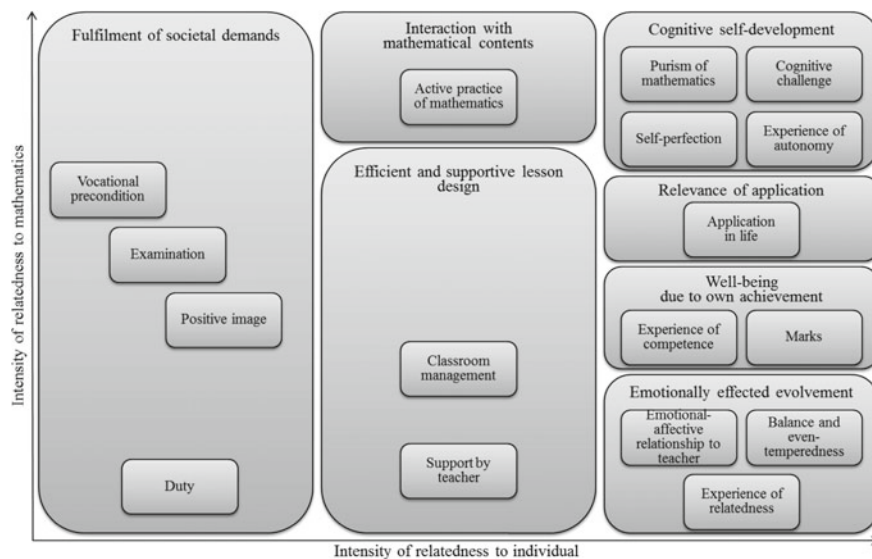 Intensity of relatedness to mathematics
Fulfilment of societal demands
Vocational
precondition
Examination
Positive image
Duty
Interaction with
mathematical contents
Active practice
of mathematics
Efficient and supportive lesson
design
Classroom
management
Support by
teacher
Cognitive self-development
Purism of
mathematics
Cognitive
challenge
Self-perfection
Experience of
autonomy
Relevance of application
Application
in life
Well-being
due to own achievement
Experience of
competence
Marks
Emotionally effected evolvement
Emotional-
affective
relationship to
teacher
Balance and
even-
temperedness
Experience of
relatedness
Intensity of relatedness to individual